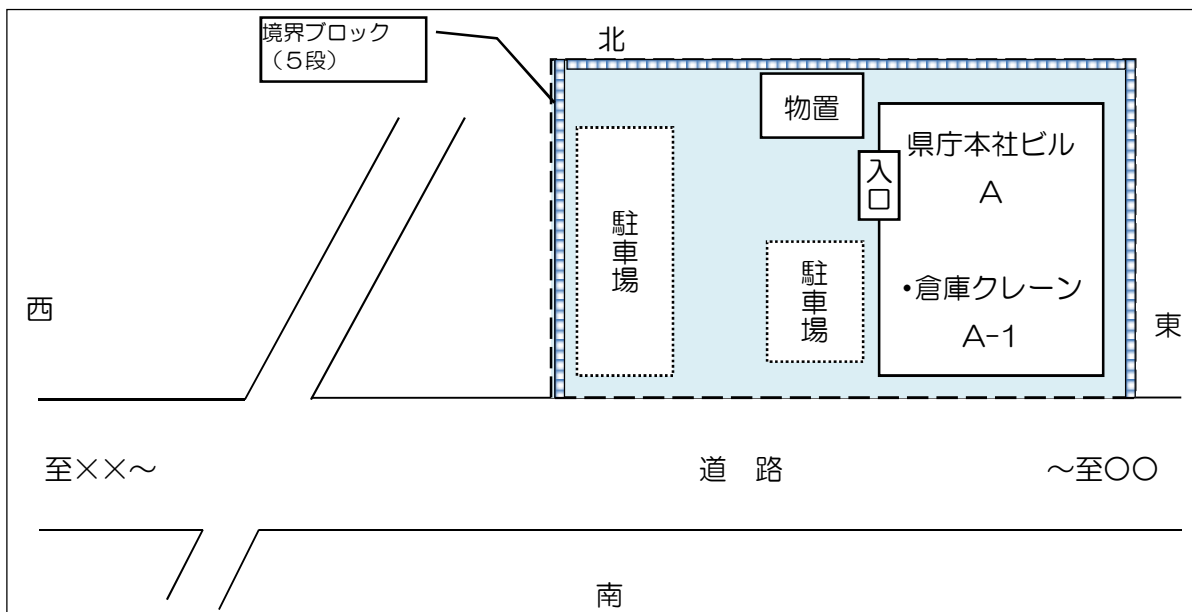 境界ブロック
（5段）
北
物置
県庁本社ビル
A
入口
駐車場
駐車場
・倉庫クレーン
A-1
西
東
至××～
道　路
～至〇〇
南